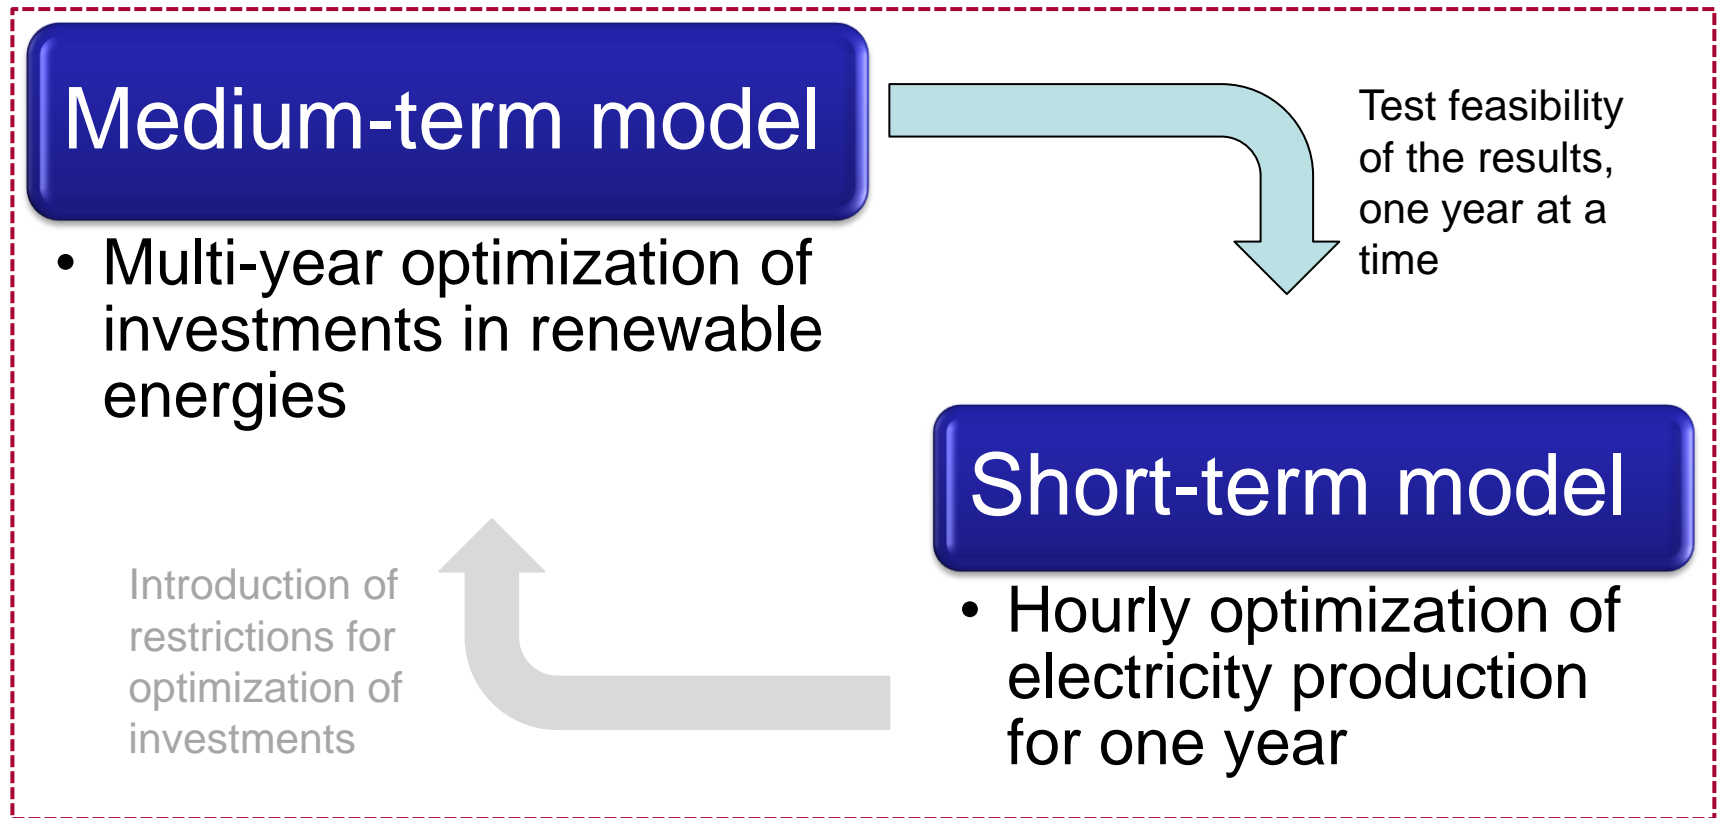 Medium-term model
• Multi-year optimization of
investments in renewable
energies
Test feasibility
of the results,
one year at a
time
Short-term model
• Hourly optimization of
electricity production
for one year
Introduction of
restrictions for
optimization of
investments